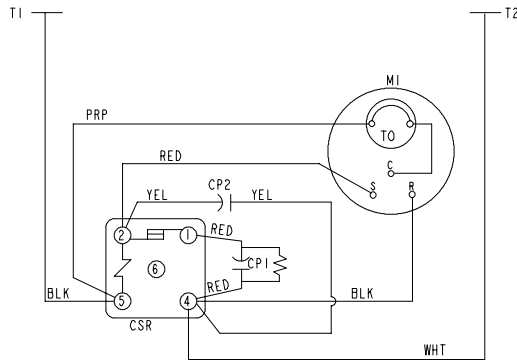 T1
T2
M1
PRP
TO
RED
C
CP2
S
R
YEL
YEL
2
1
RED
6
CP1
RED
BLK
5
4
BLK
CSR
WHT